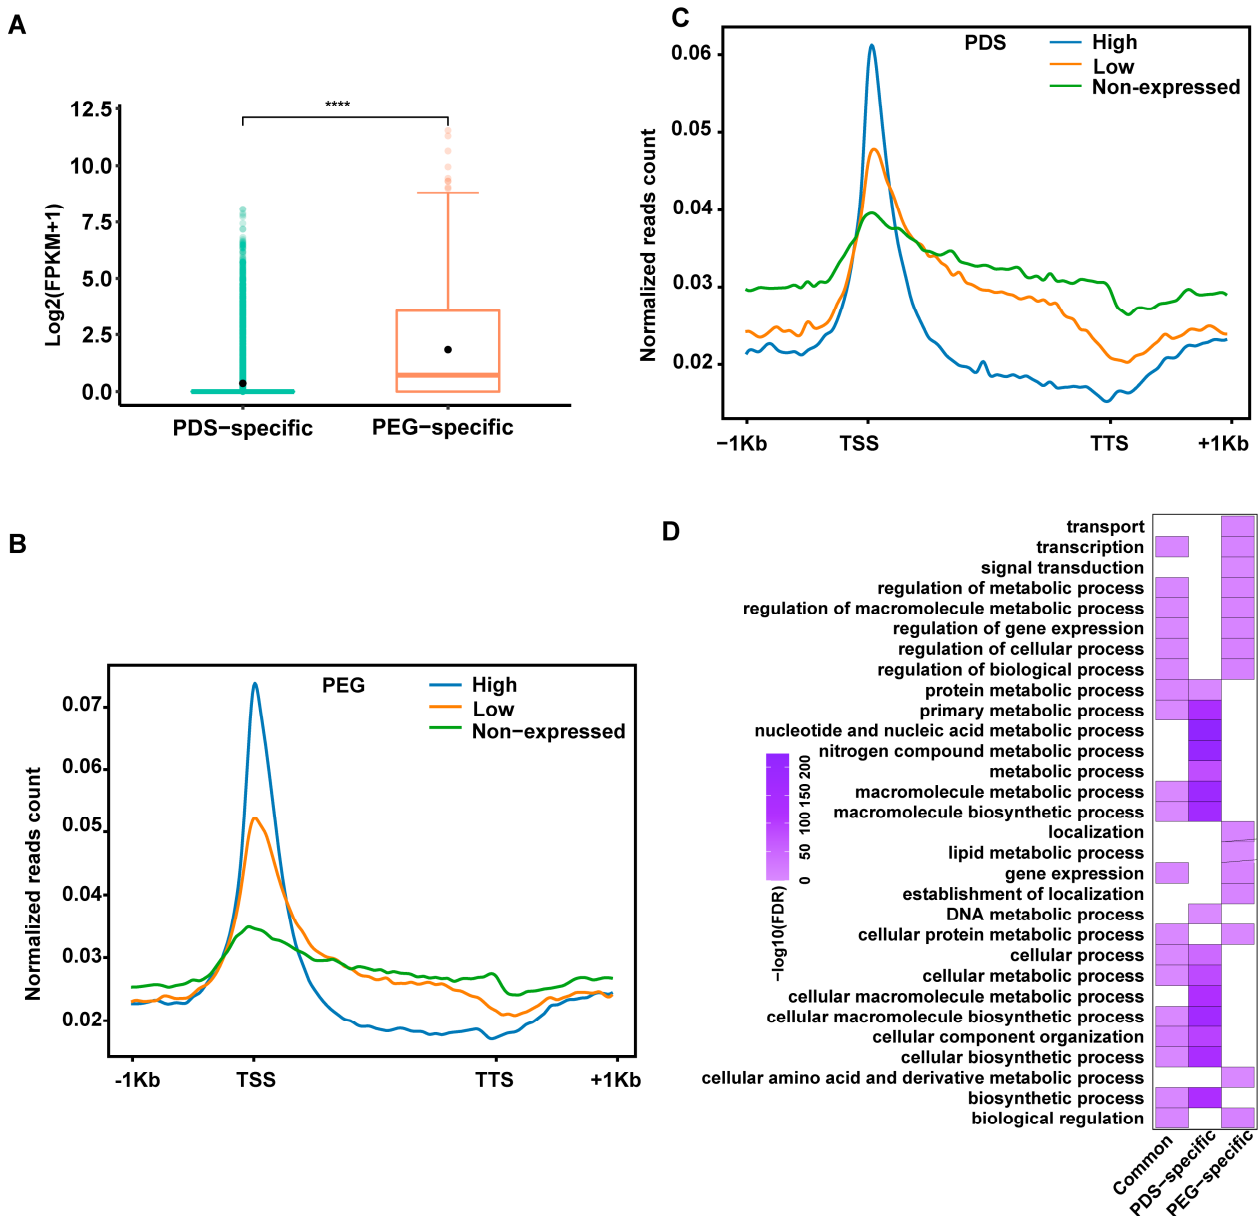 A
12.5
10.0
7.5
5.0
2.5
0.0
Log2(FPKM+1)
****
PDS−specific
PEG−specific
B
PEG
High
Low
Non−expressed
0.07
0.06
0.05
0.04
0.03
0.02
Normalized reads count
-1Kb
TSS
TTS
+1Kb
C
PDS
High
Low
Non-expressed
0.06
0.05
0.04
0.03
0.02
Normalized reads count
−1Kb
TSS
TTS
+1Kb
D
transport
transcription
signal transduction
regulation of metabolic process
regulation of macromolecule metabolic process
regulation of gene expression
regulation of cellular process
regulation of biological process
protein metabolic process
primary metabolic process
nucleotide and nucleic acid metabolic process
nitrogen compound metabolic process
metabolic process
macromolecule metabolic process
macromolecule biosynthetic process
localization
lipid metabolic process
gene expression
establishment of localization
DNA metabolic process
cellular protein metabolic process
cellular process
cellular metabolic process
cellular macromolecule metabolic process
cellular macromolecule biosynthetic process
cellular component organization
cellular biosynthetic process
cellular amino acid and derivative metabolic process
biosynthetic process
biological regulation
200
150
100
50
0
−log10(FDR)
Common
PDS−specific
PEG−specific